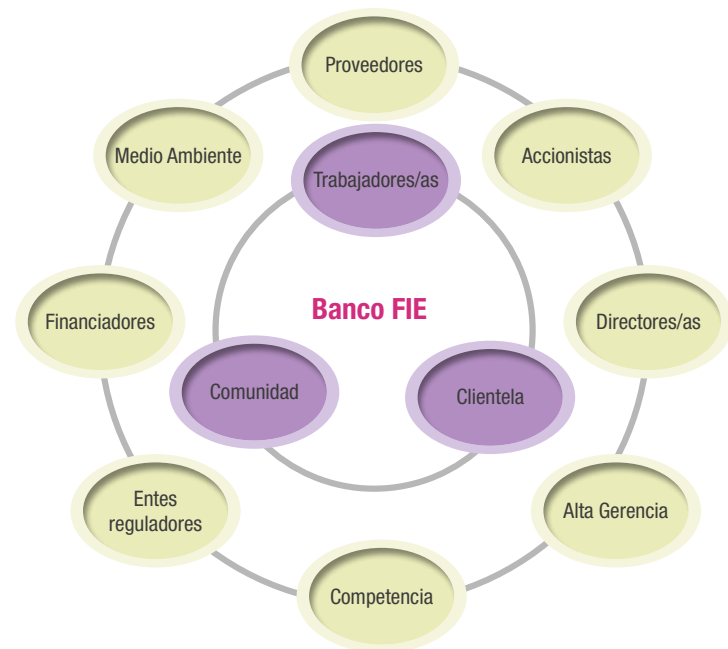 Proveedores
Medio Ambiente
Accionistas
Trabajadores/as
Banco FIE
Financiadores
Directores/as
Comunidad
Clientela
Entes
reguladores
Alta Gerencia
Competencia